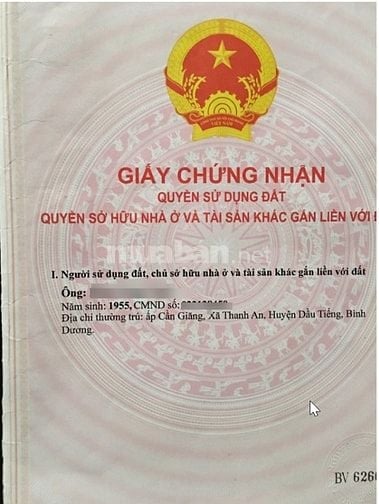 GIẤY CHỨNG NHẬN
QUYỀN SỬ DỤNG ĐẤT
QUYỀN SỞ HỮU NHÀ Ở VÀ TÀI SẢN KHÁC GẮN LIỀN VỚI
muaban.net
I. Người sử dụng đất, chủ sở hữu nhà ở và tài sản khác gắn liền với đất
Ông:
Năm sinh: 1955, CMND số:
Địa chỉ thường trú: ấp Cần Giăng, Xã Thanh An, Huyện Dầu Tiếng, Bình
Dương.
BV 626